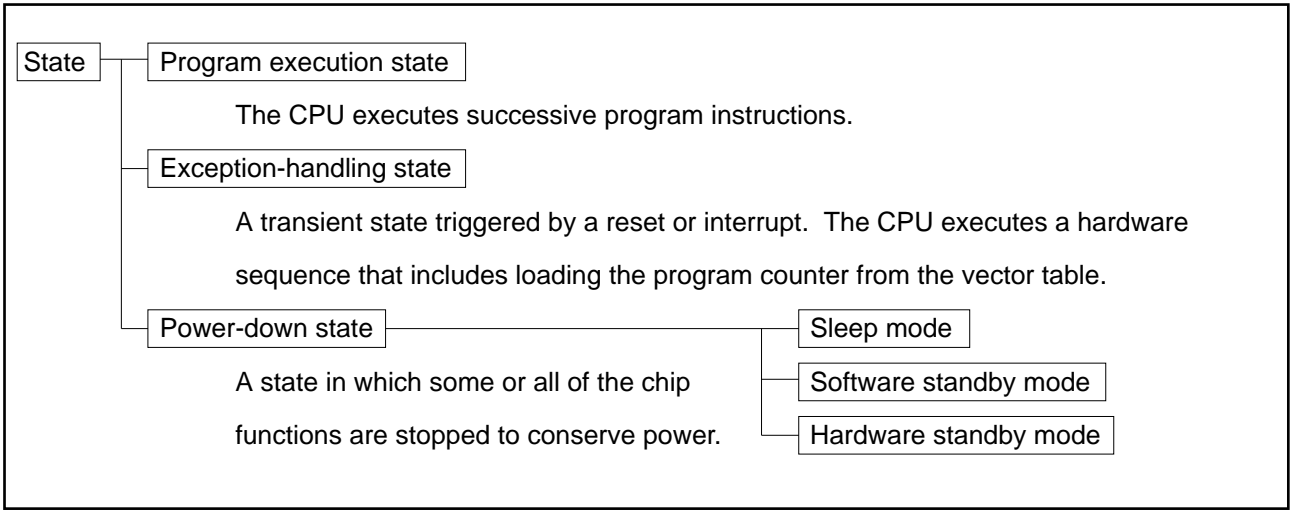 State
Program execution state
The CPU executes successive program instructions.
Exception-handling state
A transient state triggered by a reset or interrupt.  The CPU executes a hardware
sequence that includes loading the program counter from the vector table.
Power-down state
Sleep mode
A state in which some or all of the chip
functions are stopped to conserve power.
Software standby mode
Hardware standby mode